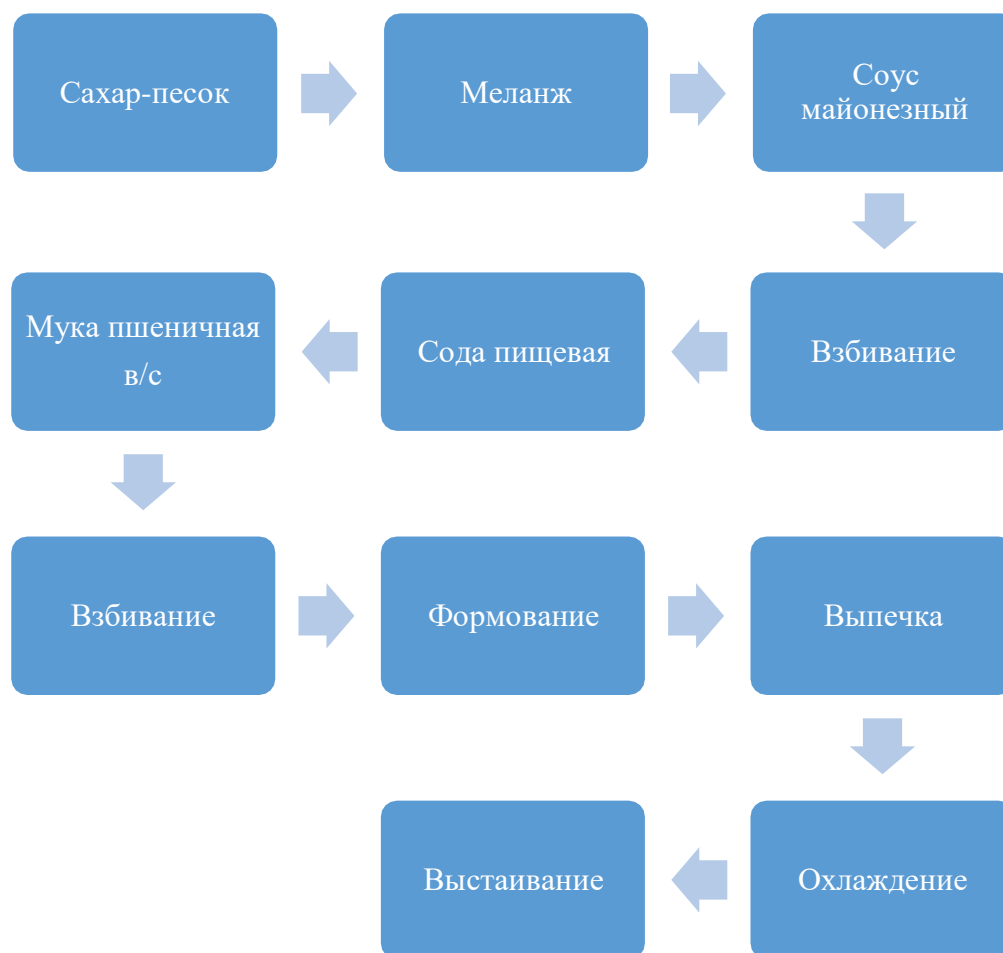 Сахар-песок
Меланж
Соус
майонезный
Взбивание
Сода пищевая
Мука пшеничная
в/с
Взбивание
Формование
Выпечка
Охлаждение
Выстаивание